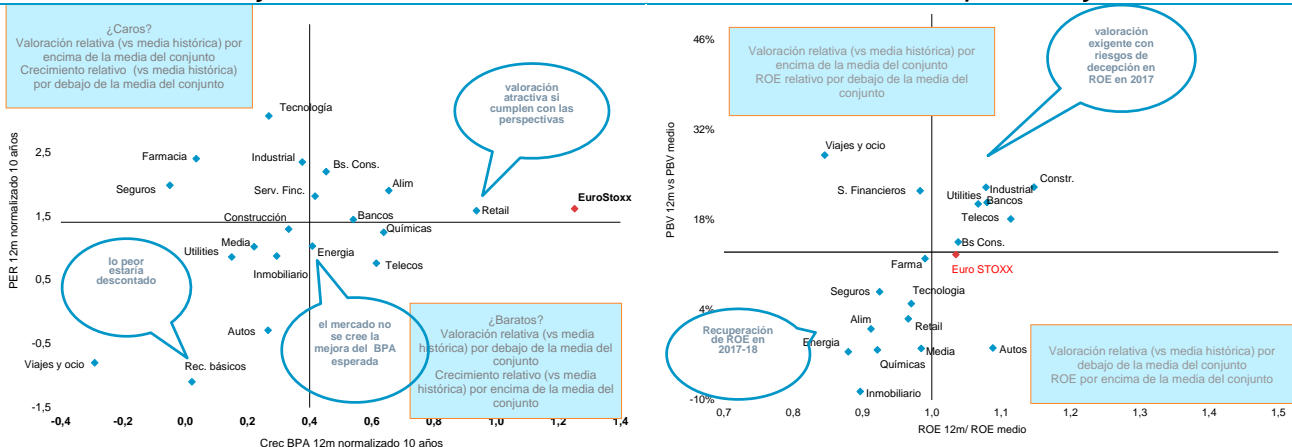 ¿Caros?
Valoración relativa (vs media histórica) por
encima de la media del conjunto
Crecimiento relativo (vs media histórica)
por debajo de la media del conjunto
valoración
atractiva si
cumplen con las
perspectivas
Tecnología
Farmacia
Industrial
Bs. Cons.
Seguros
Serv. Finc.
Alim
EuroStoxx
Retail
Construcción
Bancos
Químicas
Utilities
Media
Energia
Inmobiliario
Telecos
lo peor
estaría
descontado
el mercado no
se cree la
mejora del BPA
esperada
¿Baratos?
Valoración relativa (vs media
histórica) por debajo de la media del
conjunto
Crecimiento relativo (vs media
histórica) por encima de la media del
conjunto
Autos
Viajes y ocio
Rec. básicos
PER 12m normalizado 10 años
2,5
1,5
0,5
-0,5
-1,5
-0,4
-0,2
0,0
0,2
0,4
0,6
0,8
1,0
1,2
1,4
Crec BPA 12m normalizado 10 años
Valoración relativa (vs media histórica) por
encima de la media del conjunto
ROE relativo por debajo de la media del
conjunto
valoración
exigente con
riesgos de
decepción en
ROE en 2017
Viajes y ocio
S. Financieros
Constr.
Utilities
Industrial
Bancos
Telecos
Bs Cons.
Farma
Euro STOXX
Seguros
Tecnologia
Alim
Retail
Energia
Químicas
Media
Autos
Inmobiliario
Recuperación
de ROE en
2017-18
Valoración relativa (vs media histórica) por
debajo de la media del conjunto
ROE por encima de la media del conjunto
PBV 12m vs PBV medio
46%
32%
18%
4%
-10%
0,7
0,8
0,9
1,0
1,1
1,2
1,3
1,4
1,5
ROE 12m/ ROE medio